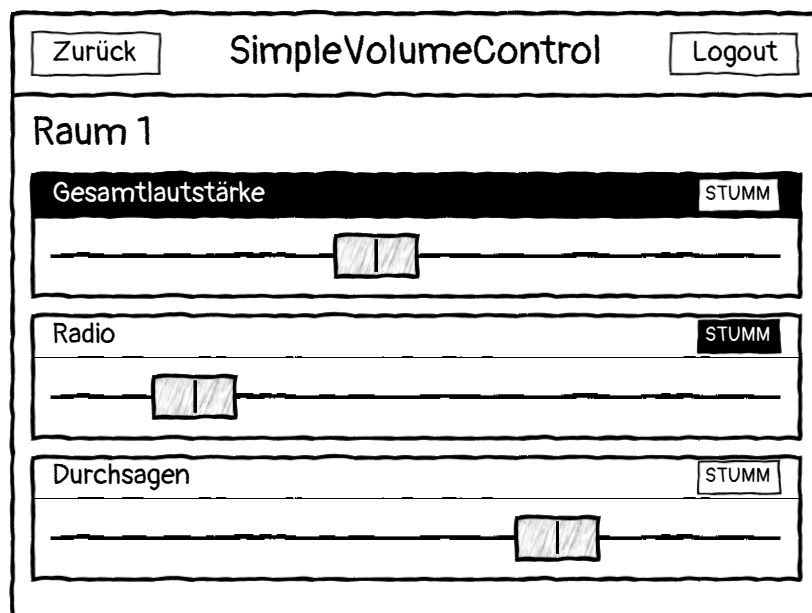 Zurück SimpleVolumeControl Logout
Raum 1
Gesamtlautstärke STUMM
Radio STUMM
Durchsagen STUMM